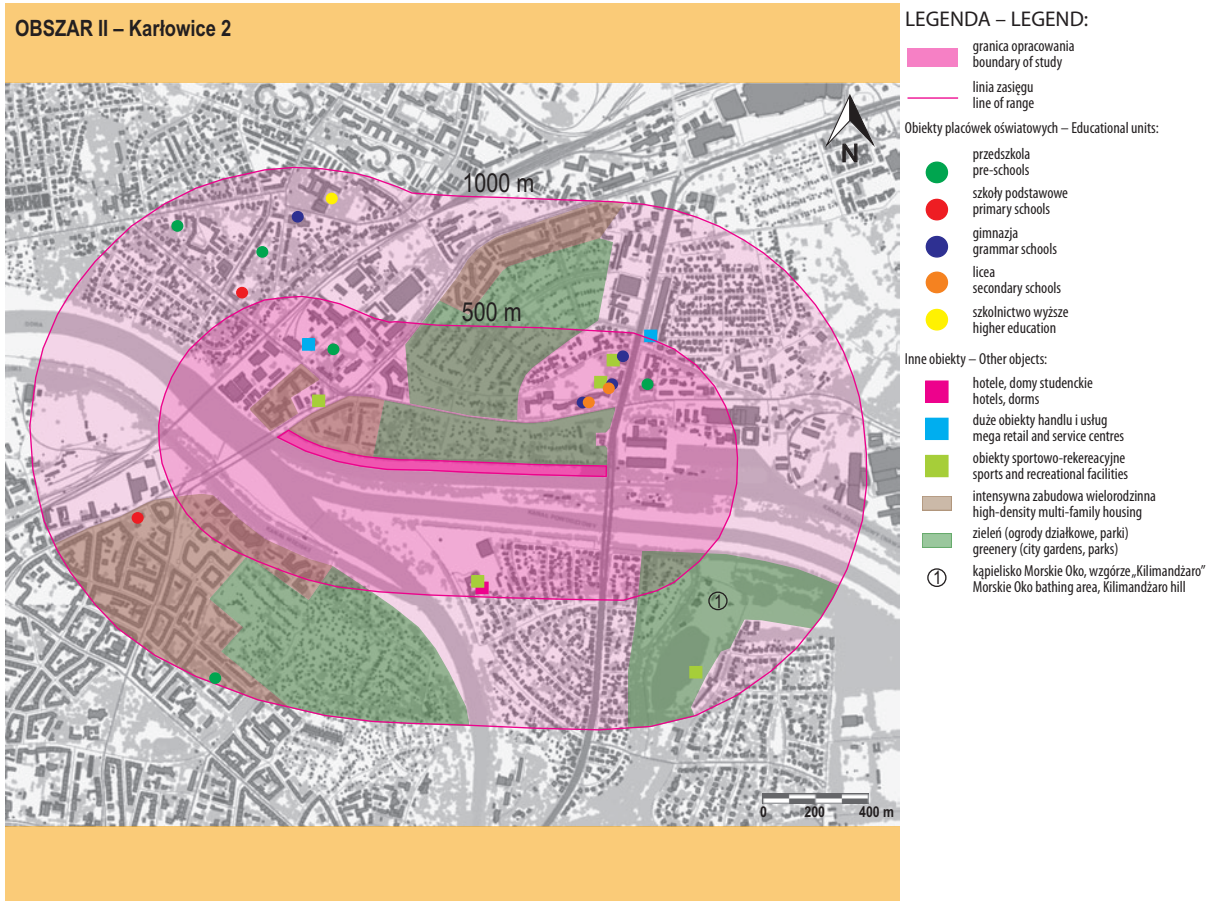 OBSZAR II – Karłowice 2
1000 m
500 m
N
1
0 200 400 m
LEGENDA – LEGEND:
granica opracowania
boundary of study
linia zasięgu
line of range
Obiekty placówek oświatowych – Educational units:
przedszkola
pre-schools
szkoły podstawowe
primary schools
gimnazja
grammar schools
licea
secondary schools
szkolnictwo wyższe
higher education
Inne obiekty – Other objects:
hotele, domy studenckie
hotels, dorms
duże obiekty handlu i usług
mega retail and service centres
obiekty sportowo-rekereacyjne
sports and recreational facilities
intensywna zabudowa wielorodzinna
high-density multi-family housing
zieleń (ogrody działkowe, parki)
greenery (city gardens, parks)
1 kąpielisko Morskie Oko, wzgórze „Kilimandżaro”
Morskie Oko bathing area, Kilimandżaro hill